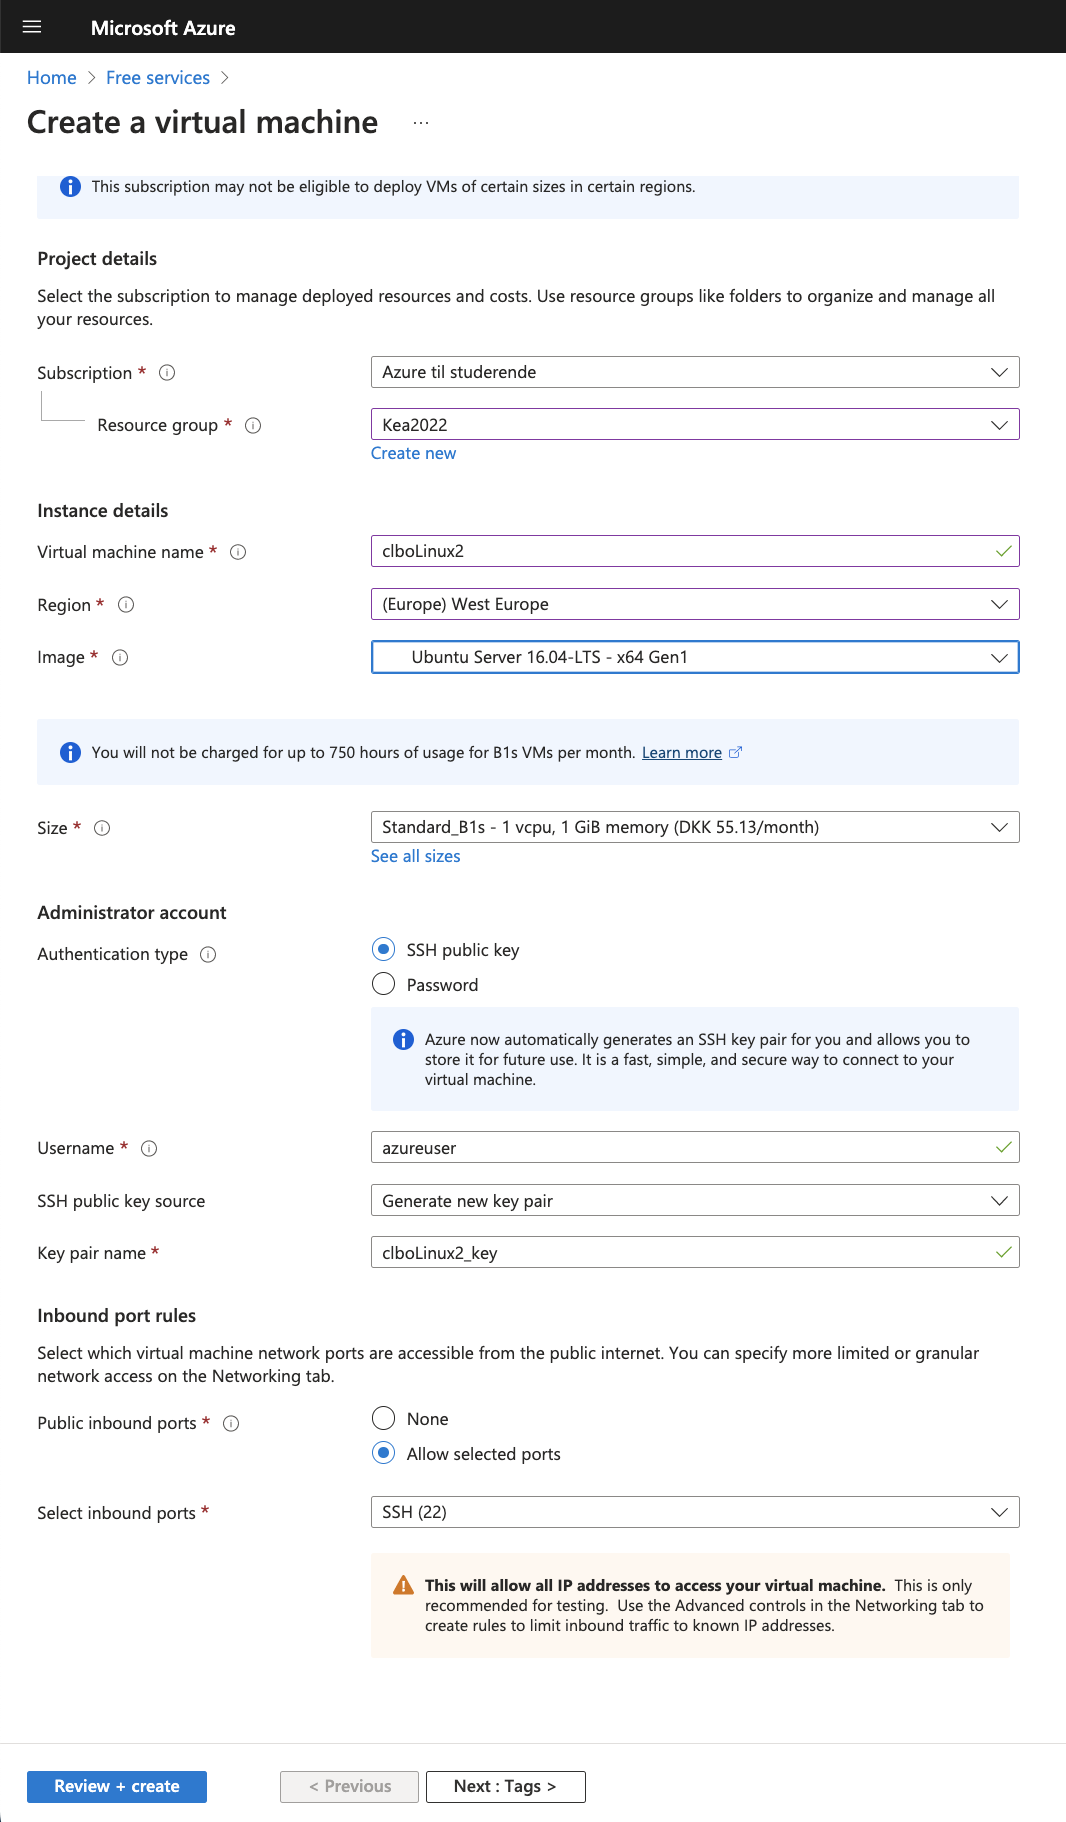 Microsoft Azure
Home > Free services >
Create a virtual machine ...
This subscription may not be eligible to deploy VMs of certain sizes in certain regions.
Project details
Select the subscription to manage deployed resources and costs. Use resource groups like folders to organize and manage all
your resources.
Subscription *
Azure til studerende
Resource group *
Kea2022
Create new
Instance details
Virtual machine name *
clboLinux2
Region *
(Europe) West Europe
Image *
Ubuntu Server 16.04-LTS - x64 Gen1
You will not be charged for up to 750 hours of usage for B1s VMs per month. Learn more
Size *
Standard_B1s - 1 vcpu, 1 GiB memory (DKK 55.13/month)
See all sizes
Administrator account
Authentication type
SSH public key
Password
Azure now automatically generates an SSH key pair for you and allows you to
store it for future use. It is a fast, simple, and secure way to connect to your
virtual machine.
Username *
azureuser
SSH public key source
Generate new key pair
Key pair name *
clboLinux2_key
Inbound port rules
Select which virtual machine network ports are accessible from the public internet. You can specify more limited or granular
network access on the Networking tab.
Public inbound ports *
None
Allow selected ports
Select inbound ports *
SSH (22)
This will allow all IP addresses to access your virtual machine. This is only
recommended for testing. Use the Advanced controls in the Networking tab to
create rules to limit inbound traffic to known IP addresses.
Review + create
< Previous
Next : Tags >